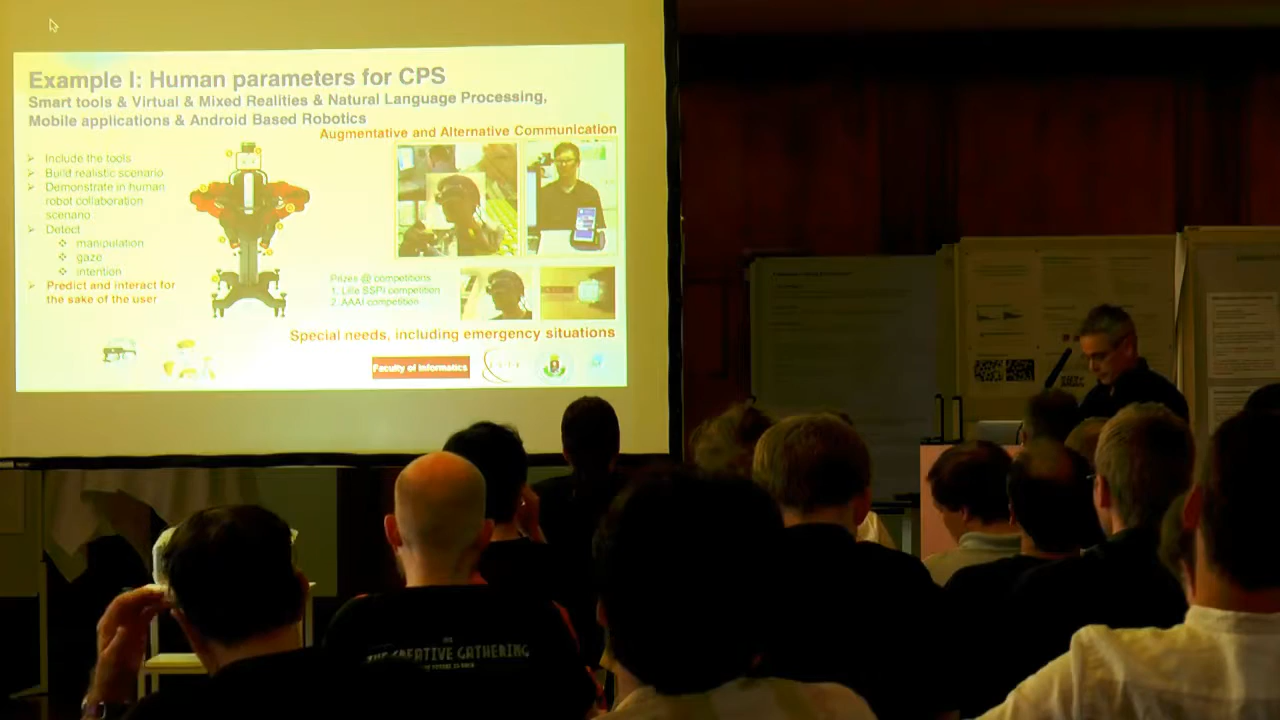 Example I: Human parameters for CPS
Smart tools & Virtual & Mixed Realities & Natural Language Processing,
Mobile applications & Android Based Robotics
Augmentative and Alternative Communication
Include the tools
Build realistic scenario
Demonstrate in human
robot collaboration
scenario
Detect
manipulation
gaze
intention
Predict and interact for
the sake of the user
Prizes @ competitions
1. Lille SSPI competition
2. AAAI competition
Special needs, including emergency situations
Faculty of Informatics
CREATIVE GATHERING